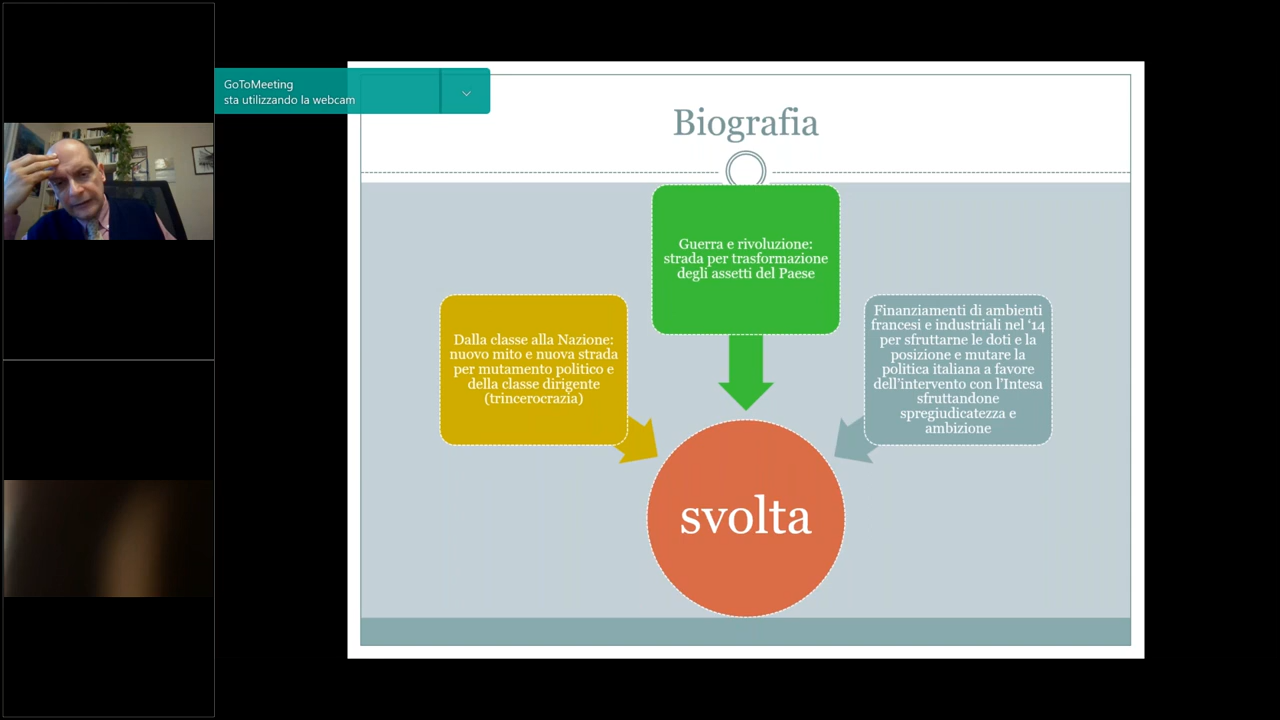 GoToMeeting
sta utilizzando la webcam
Biografia
Guerra e rivoluzione:
strada per trasformazione
degli assetti del Paese
Dalla classe alla Nazione:
nuovo mito e nuova strada
per mutamento politico e
della classe dirigente
(trincerocrazia)
Finanziamenti di ambienti
francesi e industriali nel ‘14
per sfruttarne le doti e la
posizione e mutare la
politica italiana a favore
dell’intervento con l’Intesa
sfruttandone
spregiudicatezza e
ambizione
svolta